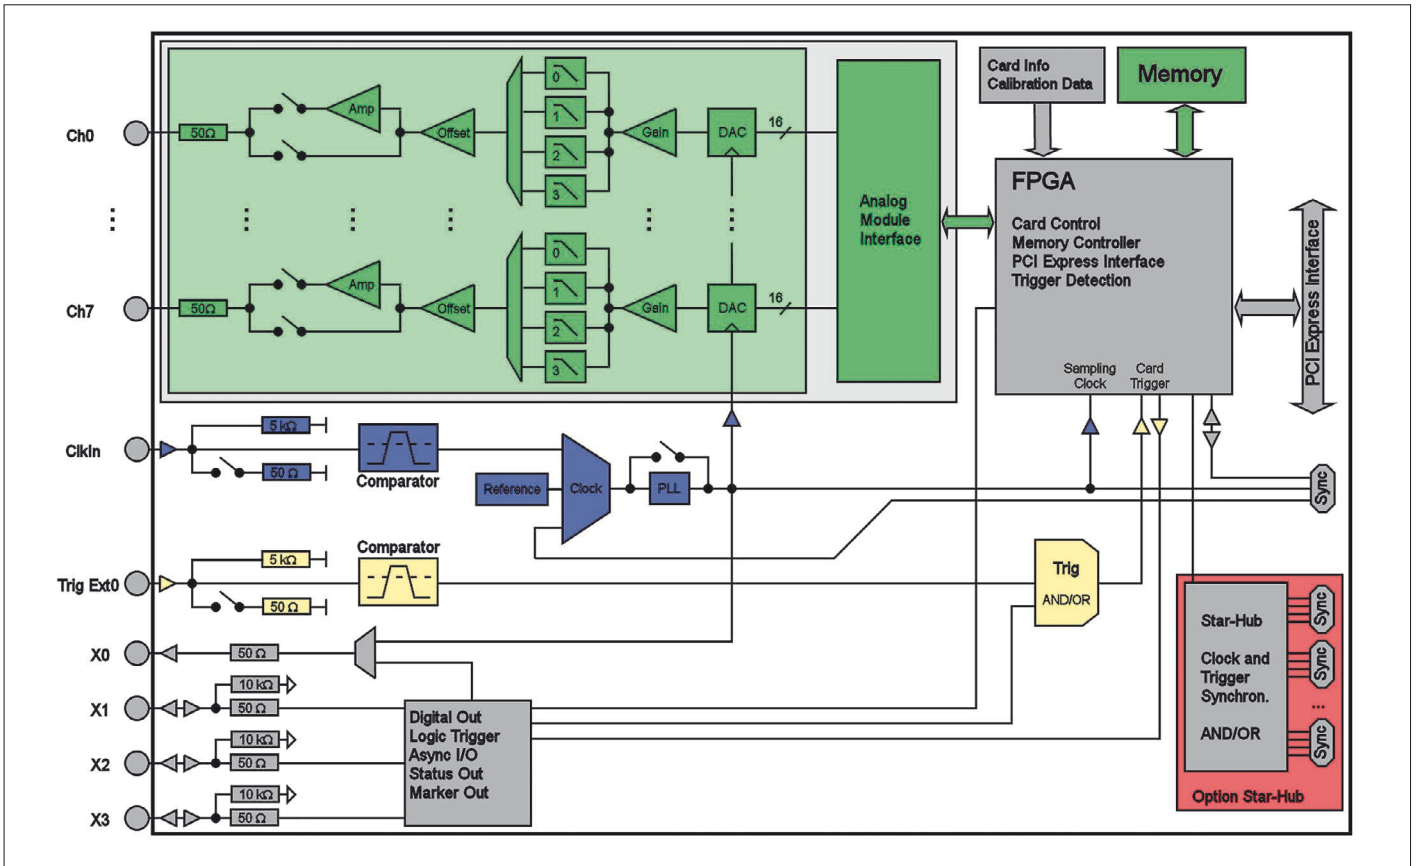 Card Info
Calibration Data
Memory
Ch0
50Ω
Amp
Offset
0
1
2
3
Gain
DAC
16
Analog
Module
Interface
FPGA
Card Control
Memory Controller
PCI Express Interface
Trigger Detection
Sampling
Clock
Card
Trigger
PCI Express Interface
Ch7
50Ω
Amp
Offset
0
1
2
3
Gain
DAC
16
ClkIn
5 kΩ
50 Ω
Comparator
Reference
Clock
PLL
Sync
Trig Ext0
5 kΩ
50 Ω
Comparator
Trig
AND/OR
X0
50 Ω
X1
10 kΩ
50 Ω
X2
10 kΩ
50 Ω
X3
10 kΩ
50 Ω
Digital Out
Logic Trigger
Async I/O
Status Out
Marker Out
Star-Hub
Clock and
Trigger
Synchron.
AND/OR
Sync
Sync
...
Sync
Option Star-Hub